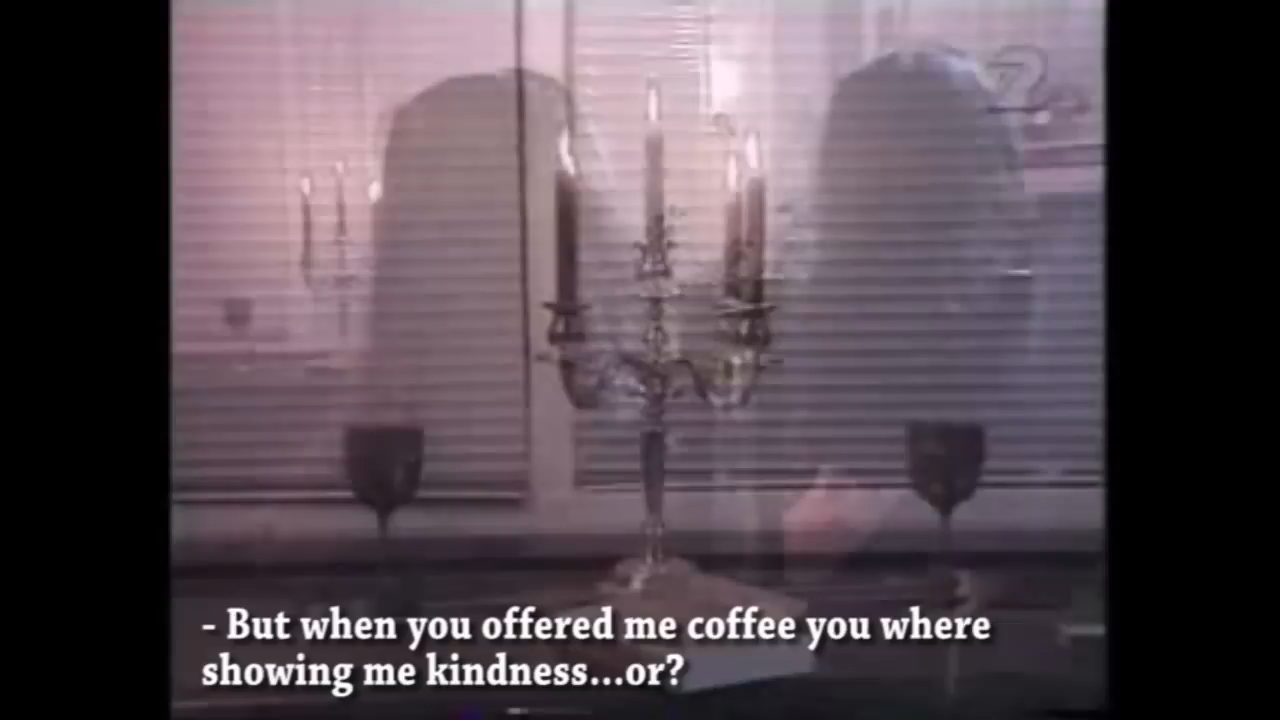 - But when you offered me coffee you where
showing me kindness...or?